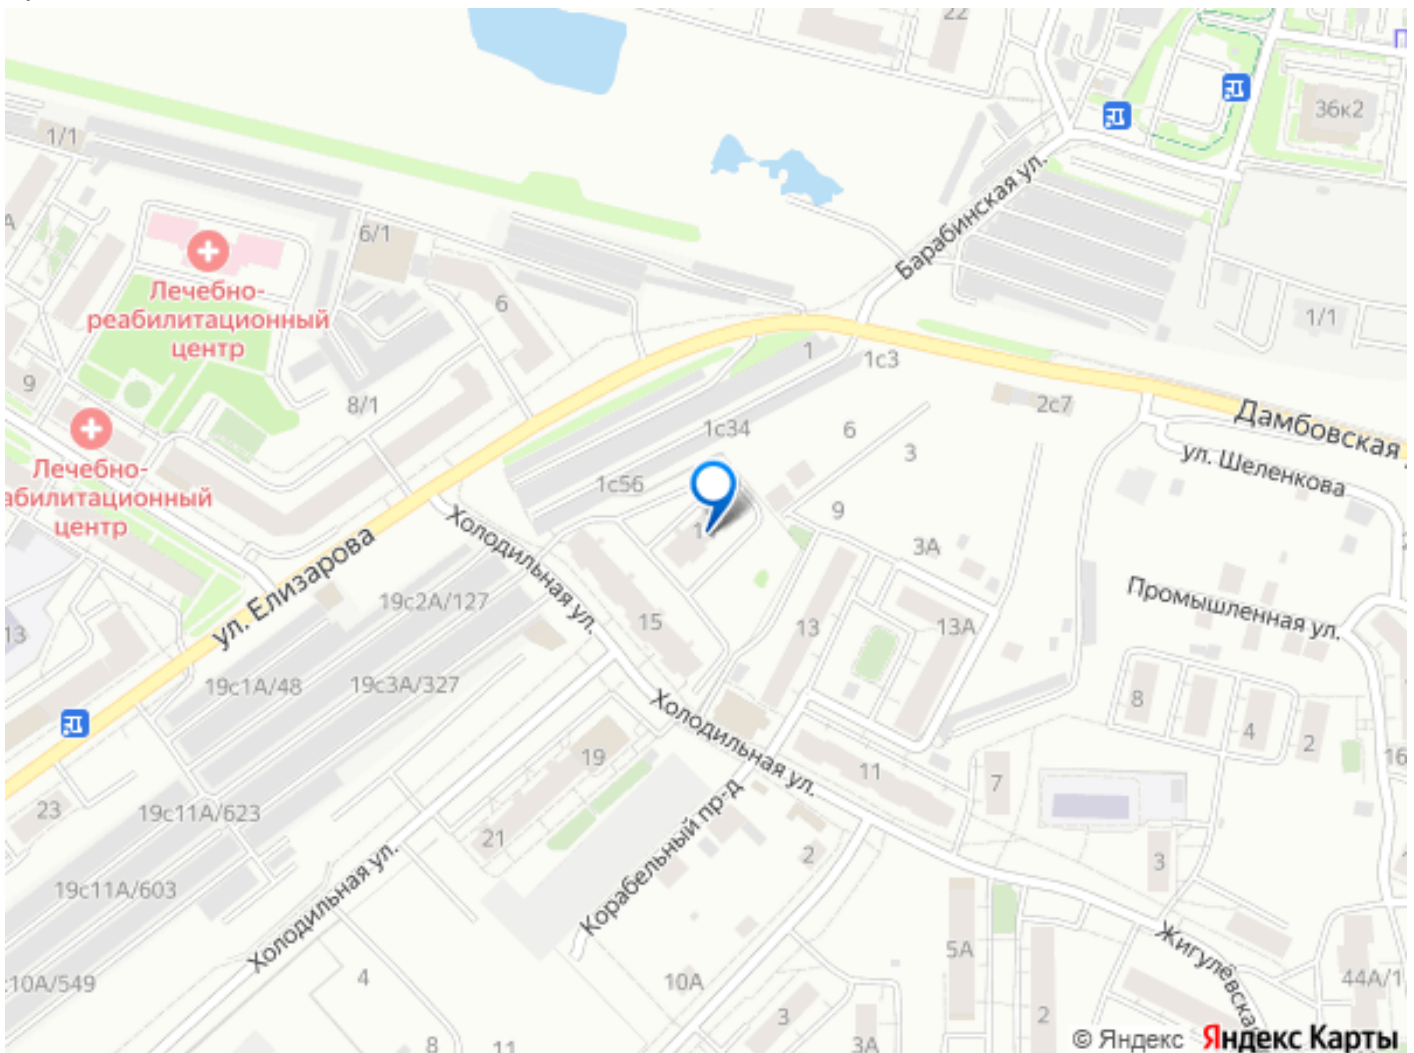 22
36к2
1/1
6/1
Лечебно-
реабилитационный
центр
6
Барабинская ул.
1/1
9
8/1
1
1с3
2с7
Дамбовская
ул. Шеленкова
1с34
6
3
Лечебно-
абилитационный
центр
1с56
9
3А
Холодильная ул.
ул. Елизарова
19с2А/127
15
13
13А
Промышленная ул.
13
19с1А/48
19с3А/327
8
4
2
Холодильная ул.
19
11
7
16
23
19с11А/623
21
Корабельный пр-д
2
3
19с11А/603
Холодильная ул.
5А
Жигулёвская
10А/549
4
10А
44А/1
3
2
8
11
3А
© Яндекс Яндекс Карты